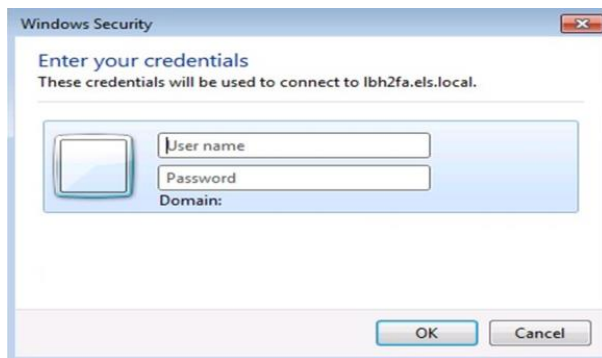 Windows Security
Enter your credentials
These credentials will be used to connect to lbh2fa.els.local.
User name
Password
Domain:
OK
Cancel